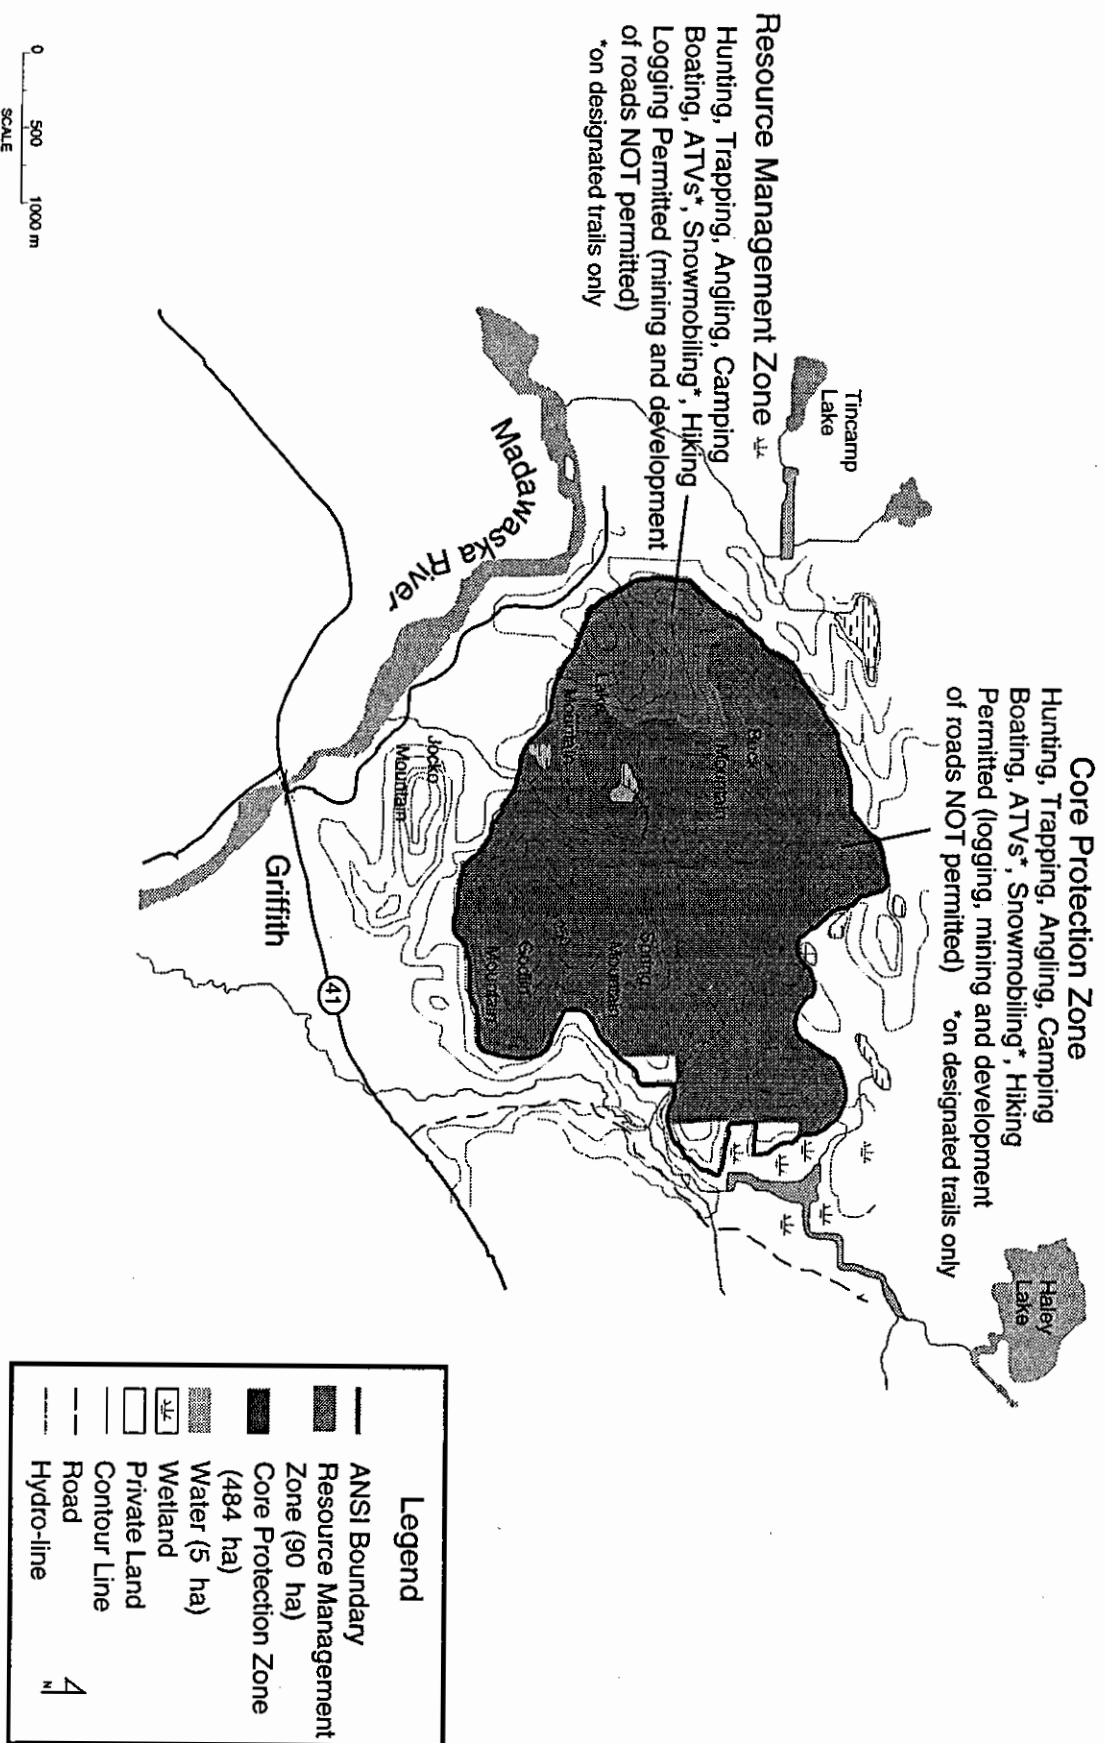 Core Protection Zone
Hunting, Trapping, Angling, Camping
Boating, ATVs*, Snowmobiling*, Hiking
Permitted (logging, mining and development
of roads NOT permitted) *on designated trails only
Resource Management Zone
Hunting, Trapping, Angling, Camping
Boating, ATVs*, Snowmobiling*, Hiking
Logging Permitted (mining and development
of roads NOT permitted)
*on designated trails only
Tincamp
Lake
Haley
Lake
Madawaska River
Buck
Mountain
Mountain
Spring
Mountain
Godin
Mountain
Jocko
Mountain
Griffith
41
0 500 1000 m
SCALE
Legend
ANSI Boundary
Resource Management
Zone (90 ha)
Core Protection Zone
(484 ha)
Water (5 ha)
Wetland
Private Land
Contour Line
Road
Hydro-line
N